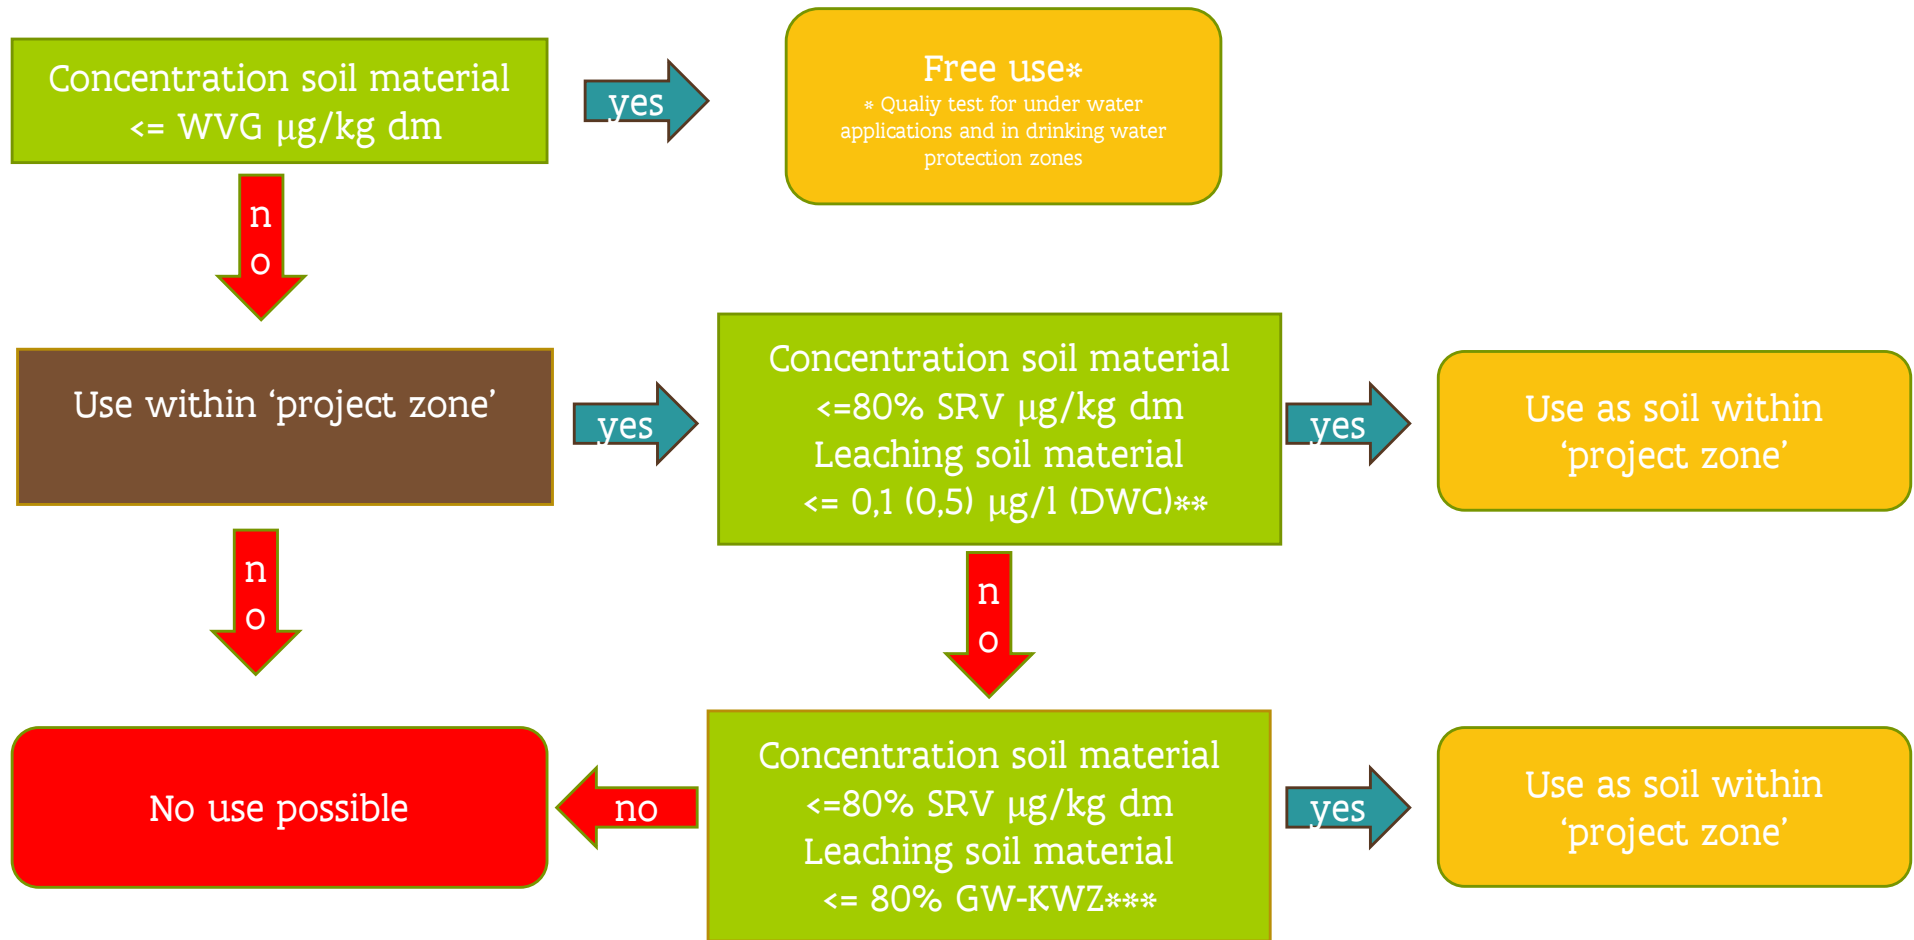 Concentration soil material
<= WVG µg/kg dm
yes
Free use*
* Qualiy test for under water
applications and in drinking water
protection zones
n
o
Use within ‘project zone’
yes
Concentration soil material
<=80% SRV µg/kg dm
Leaching soil material
<= 0,1 (0,5) µg/l (DWC)**
yes
Use as soil within
‘project zone’
n
o
n
o
No use possible
no
Concentration soil material
<=80% SRV µg/kg dm
Leaching soil material
<= 80% GW-KWZ***
yes
Use as soil within
‘project zone’